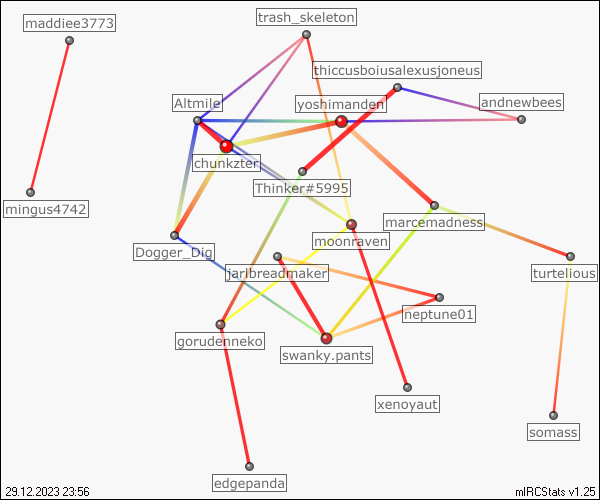 trash_skeleton
maddiee3773
thiccusboiusalexusjoneus
Altmile
yoshimanden
andnewbees
chunkzter
Thinker#5995
mingus4742
marcemadness
moonraven
Dogger_Dig
jarlbreadmaker
turtelious
neptune01
gorudenneko
swanky.pants
xenoyaut
somass
edgepanda
29.12.2023 23:56
mIRCStats v1.25